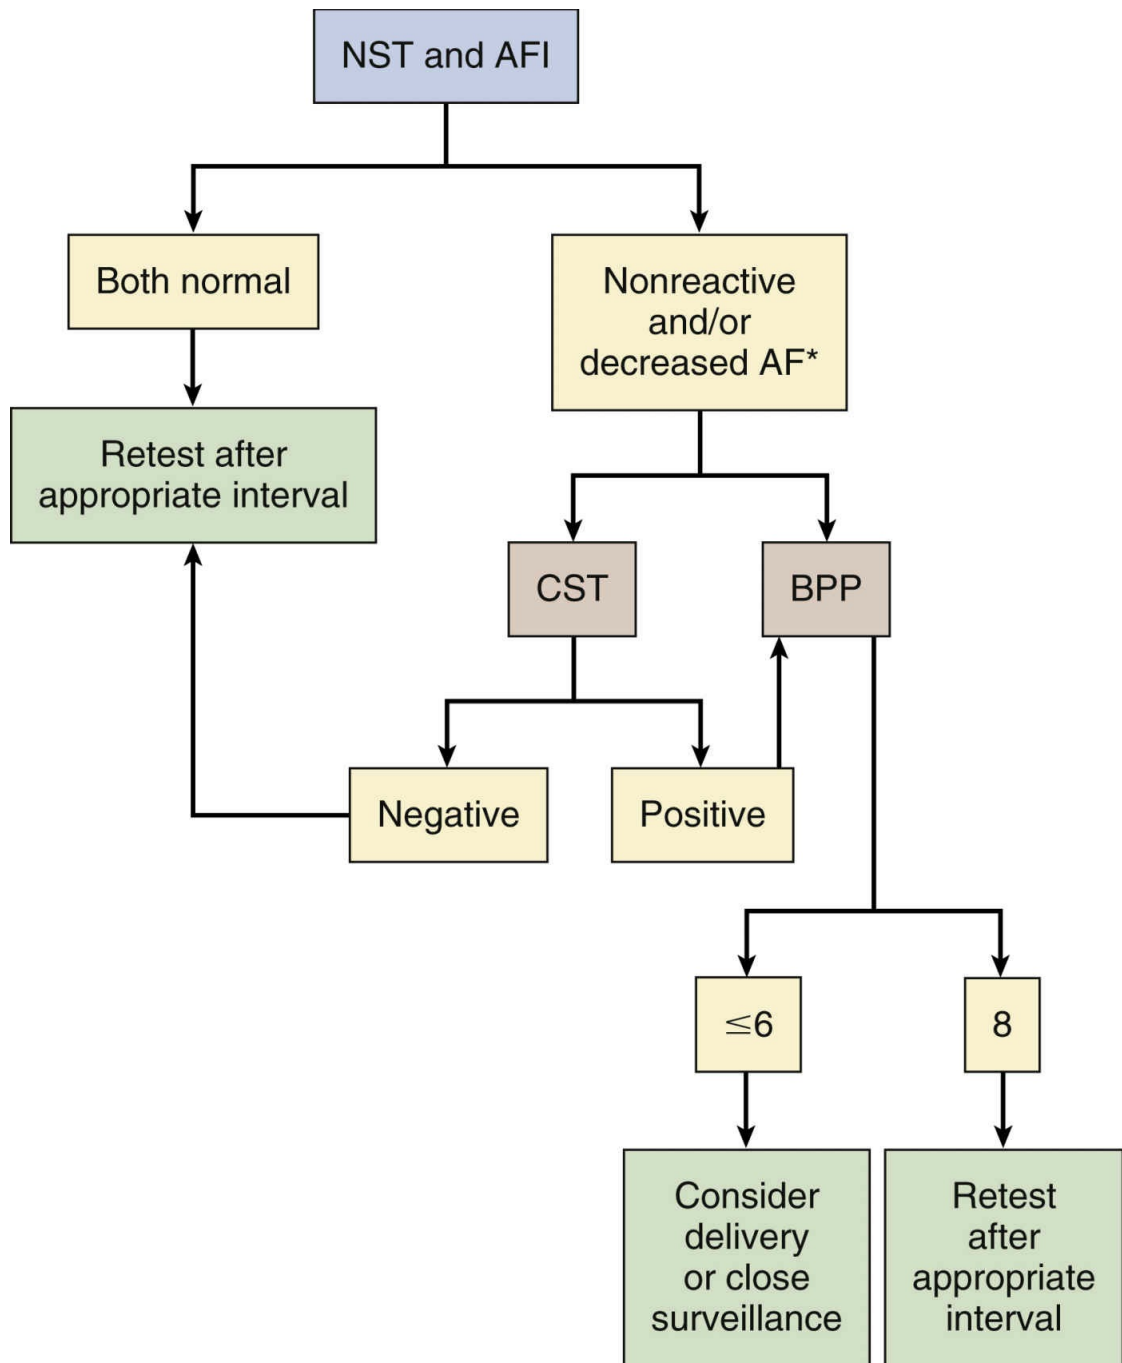 NST and AFI
Both normal
Nonreactive
and/or
decreased AF*
Retest after
appropriate interval
CST
BPP
Negative
Positive
≤6
8
Consider
delivery
or close
surveillance
Retest
after
appropriate
interval